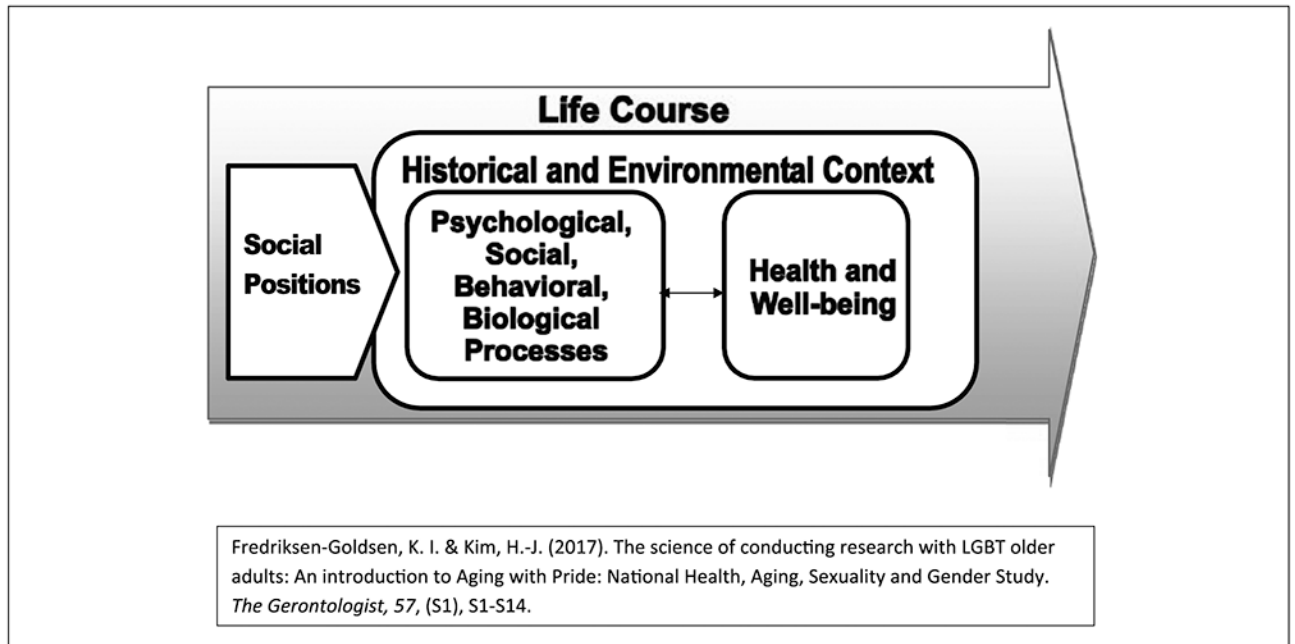 Life Course
Historical and Environmental Context
Social
Positions
Psychological,
Social,
Behavioral,
Biological
Processes
Health and
Well-being
Fredriksen-Goldsen, K. I. & Kim, H.-J. (2017). The science of conducting research with LGBT older
adults: An introduction to Aging with Pride: National Health, Aging, Sexuality and Gender Study.
The Gerontologist, 57, (S1), S1-S14.